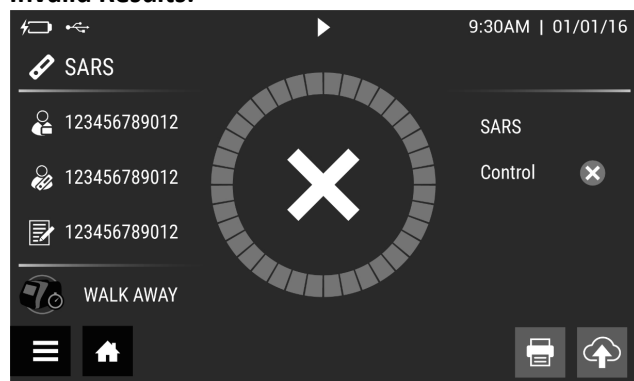 Invalid Results:
9:30AM | 01/01/16
SARS
123456789012
SARS
123456789012
Control
123456789012
WALK AWAY